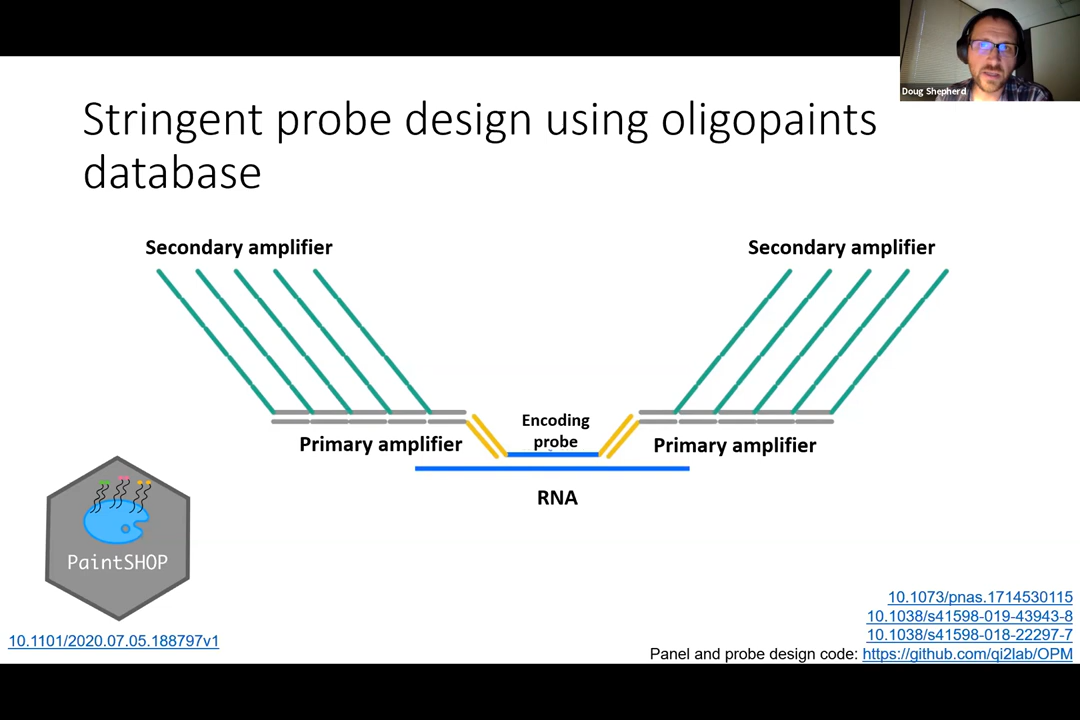 Doug Shepherd
Stringent probe design using oligopaints
database
Secondary amplifier
Secondary amplifier
Encoding
probe
Primary amplifier
Primary amplifier
RNA
PaintSHOP
10.1101/2020.07.05.188797v1
10.1073/pnas.1714530115
10.1038/s41598-019-43943-8
10.1038/s41598-018-22297-7
Panel and probe design code: https://github.com/qi2lab/OPM